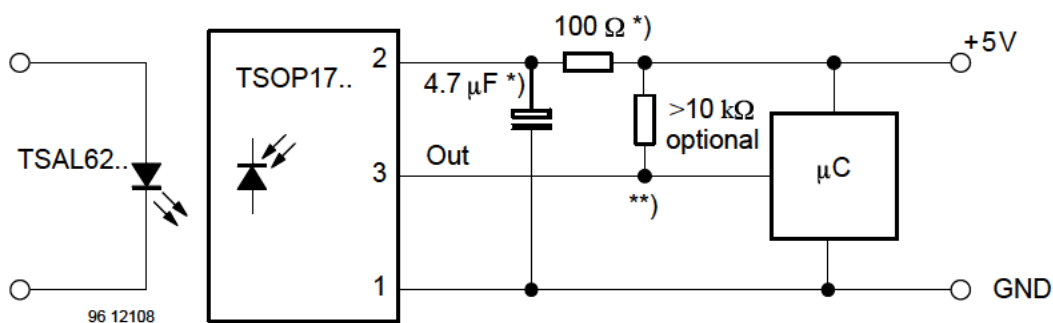 100 Ω *)
+5V
TSOP17..
2
4.7 µF *)
>10 kΩ
optional
TSAL62..
Out
3
µC
**)
1
GND
96 12108